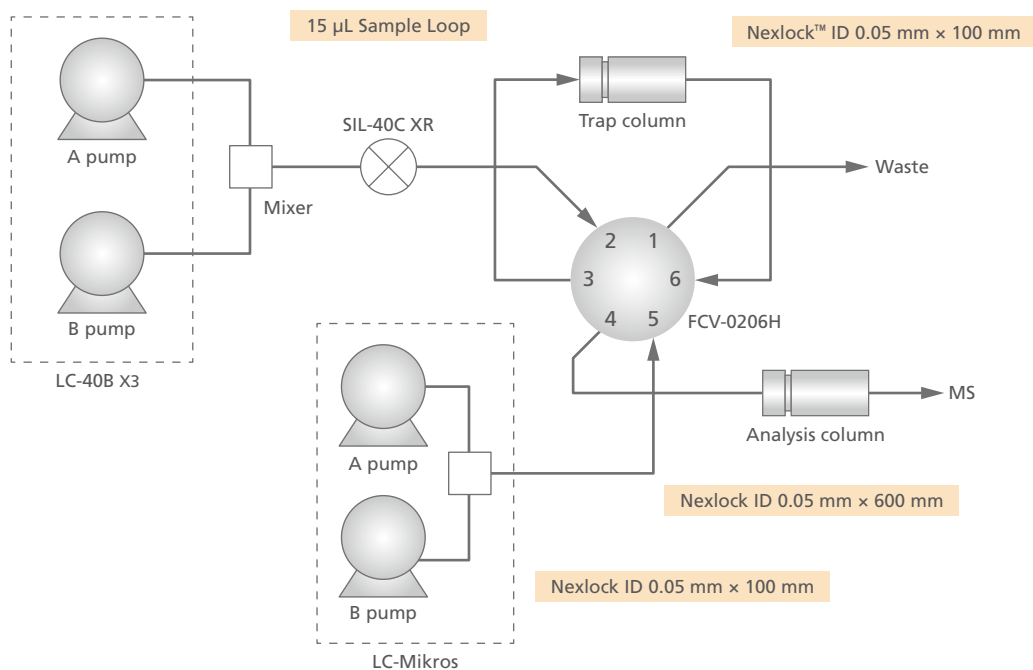 15 µL Sample Loop
Nexlock™ ID 0.05 mm × 100 mm
A pump
B pump
LC-40B X3
Mixer
SIL-40C XR
Trap column
Waste
2
1
3
6
4
5
FCV-0206H
MS
Analysis column
A pump
B pump
LC-Mikros
Nexlock ID 0.05 mm × 600 mm
Nexlock ID 0.05 mm × 100 mm